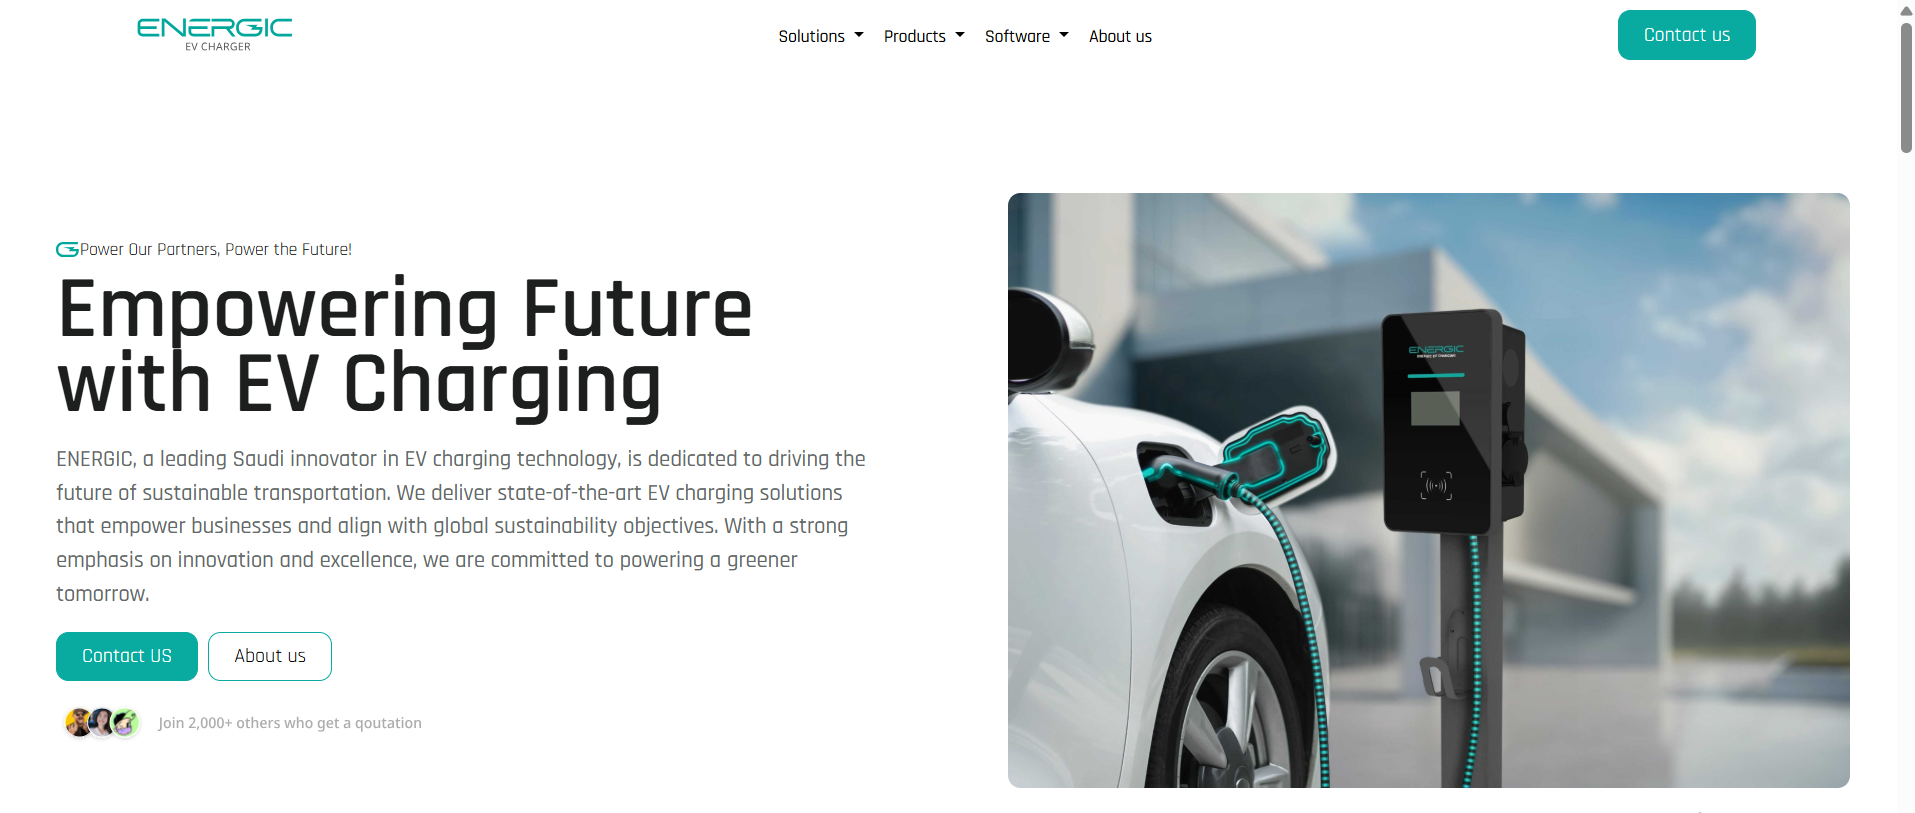 ENERGIC
EV CHARGER
Solutions
Products
Software
About us
Contact us
Power Our Partners, Power the Future!
Empowering Future
with EV Charging
ENERGIC, a leading Saudi innovator in EV charging technology, is dedicated to driving the
future of sustainable transportation. We deliver state-of-the-art EV charging solutions
that empower businesses and align with global sustainability objectives. With a strong
emphasis on innovation and excellence, we are committed to powering a greener
tomorrow.
Contact US
About us
Join 2,000+ others who get a qoutation
ENERGIC